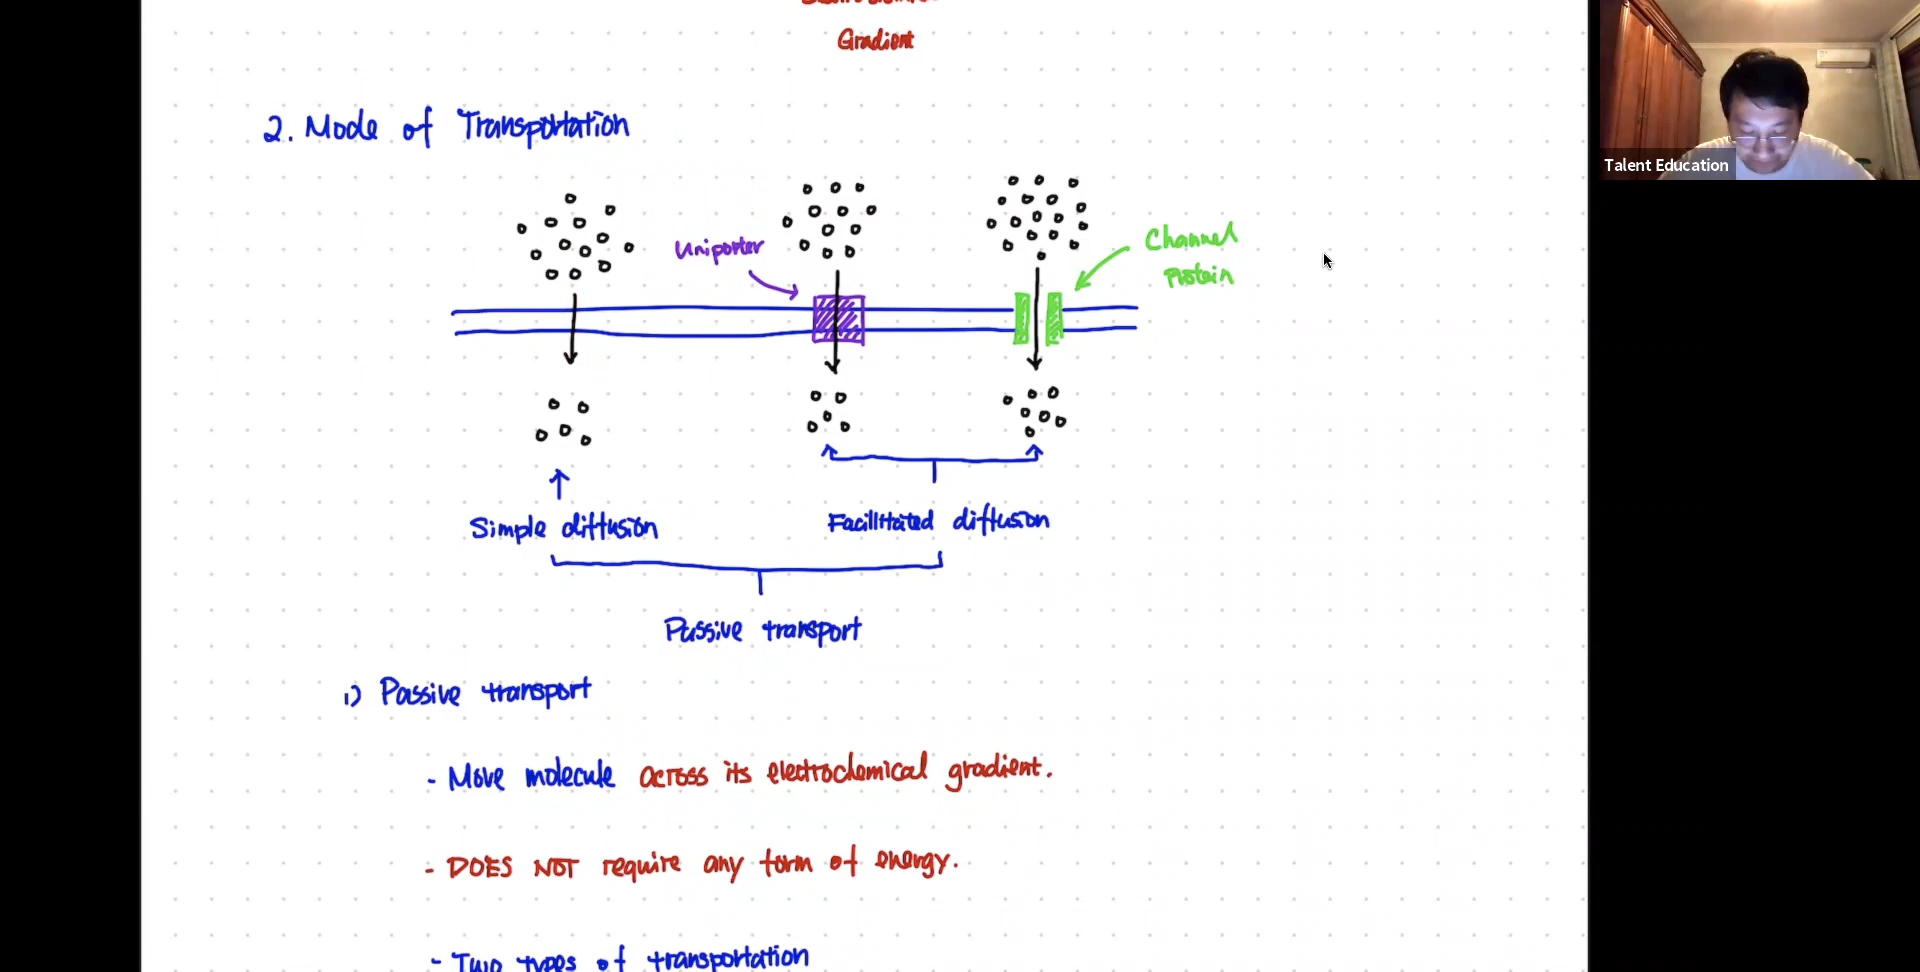 Gradient
2. Mode of Transportation
Uniporter
Channel
Protein
Simple diffusion
Facilitated diffusion
Passive transport
1) Passive transport
- Move molecule across its electrochemical gradient.
- DOES NOT require any form of energy.
- Two types of transportation
Talent Education